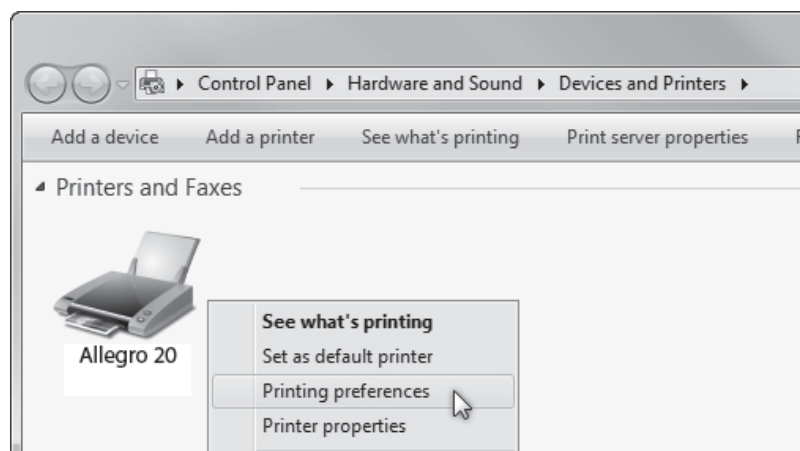 Control Panel Hardware and Sound Devices and Printers
Add a device Add a printer See what's printing Print server properties
Printers and Faxes
Allegro 20
See what's printing
Set as default printer
Printing preferences
Printer properties